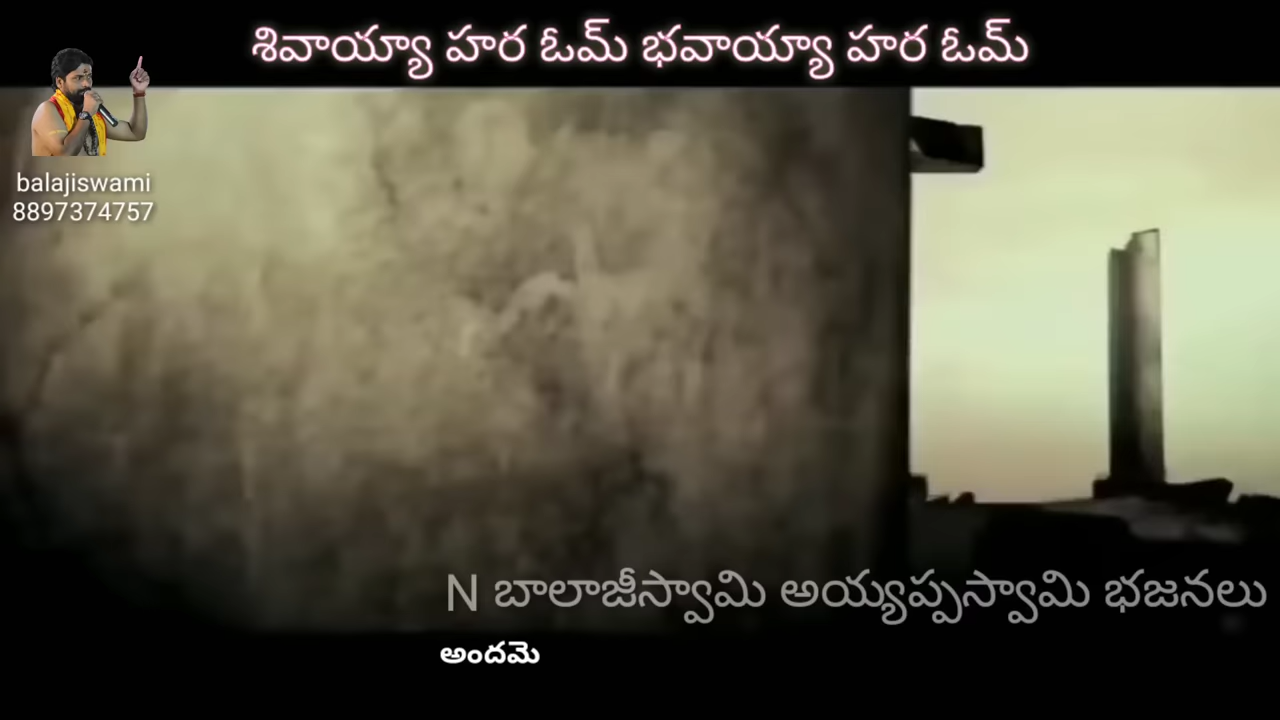 శివాయ్యా హర ఓమ్ భవాయ్యా హర ఓమ్
balajiswami
8897374757
N బాలాజీస్వామి అయ్యప్పస్వామి భజనలు
అందమె